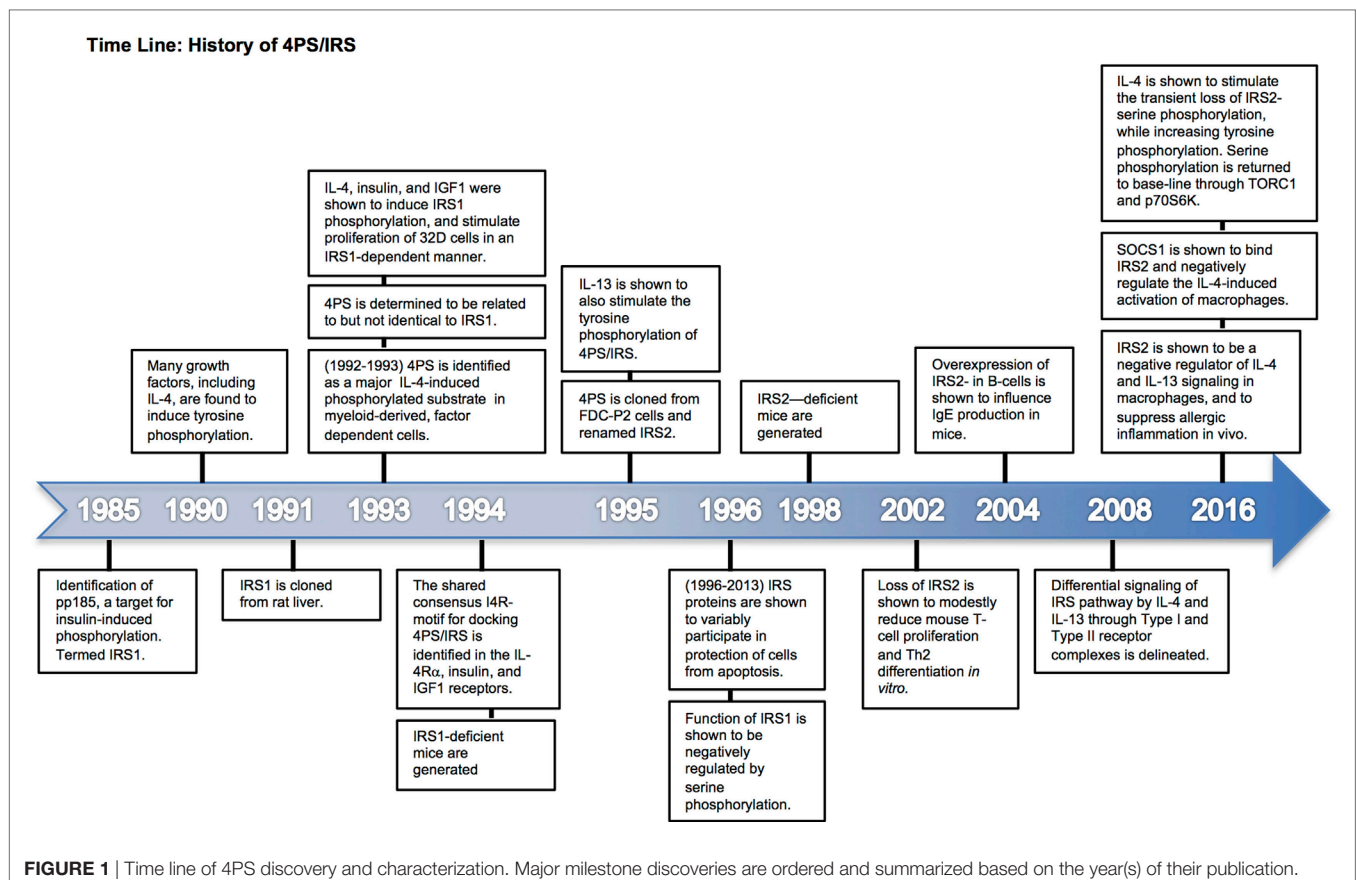 Time Line: History of 4PS/IRS
IL-4 is shown to stimulate
the transient loss of IRS2-
serine phosphorylation,
while increasing tyrosine
phosphorylation. Serine
phosphorylation is returned
to base-line through TORC1
and p70S6K.
SOCS1 is shown to bind
IRS2 and negatively
regulate the IL-4-induced
activation of macrophages.
IRS2 is shown to be a
negative regulator of IL-4
and IL-13 signaling in
macrophages, and to
suppress allergic
inflammation in vivo.
IL-4, insulin, and IGF1 were
shown to induce IRS1
phosphorylation, and stimulate
proliferation of 32D cells in an
IRS1-dependent manner.
4PS is determined to be related
to but not identical to IRS1.
(1992-1993) 4PS is identified
as a major IL-4-induced
phosphorylated substrate in
myeloid-derived, factor
dependent cells.
IL-13 is shown to
also stimulate the
tyrosine
phosphorylation of
4PS/IRS.
4PS is cloned from
FDC-P2 cells and
renamed IRS2.
Many growth
factors, including
IL-4, are found to
induce tyrosine
phosphorylation.
IRS2—deficient
mice are
generated
Overexpression of
IRS2- in B-cells is
shown to influence
IgE production in
mice.
1985 1990 1991 1993 1994 1995 1996 1998 2002 2004 2008 2016
Identification of
pp185, a target for
insulin-induced
phosphorylation.
Termed IRS1.
IRS1 is cloned
from rat liver.
The shared
consensus I4R-
motif for docking
4PS/IRS is
identified in the IL-
4Rα, insulin, and
IGF1 receptors.
IRS1-deficient
mice are
generated
(1996-2013) IRS
proteins are shown
to variably
participate in
protection of cells
from apoptosis.
Function of IRS1 is
shown to be
negatively
regulated by
serine
phosphorylation.
Loss of IRS2 is
shown to modestly
reduce mouse T-
cell proliferation
and Th2
differentiation in
vitro.
Differential signaling of
IRS pathway by IL-4 and
IL-13 through Type I and
Type II receptor
complexes is delineated.
FIGURE 1 | Time line of 4PS discovery and characterization. Major milestone discoveries are ordered and summarized based on the year(s) of their publication.